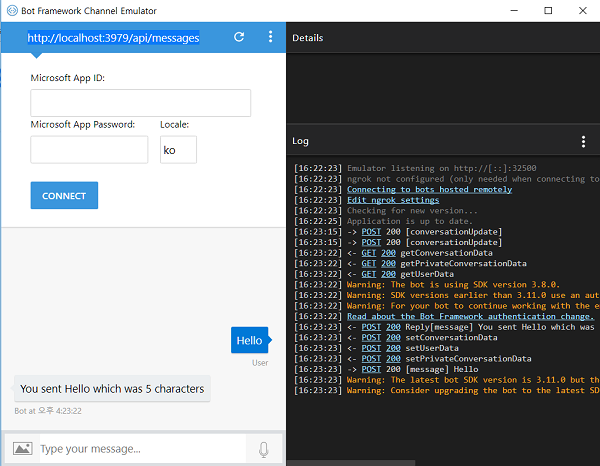 Bot Framework Channel Emulator
http://localhost:3979/api/messages
Microsoft App ID:
Microsoft App Password:
Locale:
ko
CONNECT
Hello
User
You sent Hello which was 5 characters
Bot at 오후 4:23:22
Type your message...
Details
Log
[16:22:23] Emulator listening on http://[::]:32500
[16:22:23] ngrok not configured (only needed when connecting to
[16:22:23] Connecting to bots hosted remotely
[16:22:23] Edit ngrok settings
[16:22:23] Checking for new version...
[16:22:25] Application is up to date.
[16:23:15] -> POST 200 [conversationUpdate]
[16:23:15] -> POST 200 [conversationUpdate]
[16:23:22] <- GET 200 getConversationData
[16:23:22] <- GET 200 getPrivateConversationData
[16:23:22] <- GET 200 getUserData
[16:23:22] Warning: The bot is using SDK version 3.8.0.
[16:23:22] Warning: SDK versions earlier than 3.11.0 use an aut
[16:23:22] Warning: For your bot to continue working with the e
[16:23:22] Read about the Bot Framework authentication change.
[16:23:23] <- POST 200 Reply[message] You sent Hello which was
[16:23:23] <- POST 200 setConversationData
[16:23:23] <- POST 200 setUserData
[16:23:23] <- POST 200 setPrivateConversationData
[16:23:23] -> POST 200 [message] Hello
[16:23:23] Warning: The latest bot SDK version is 3.11.0 but th
[16:23:23] Warning: Consider upgrading the bot to the latest SD